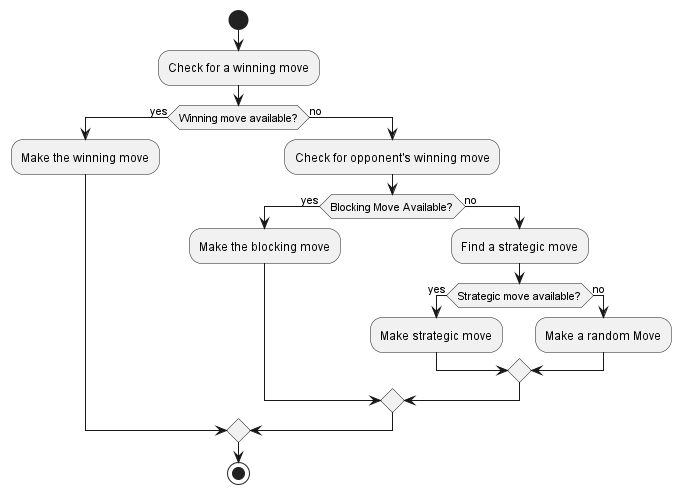 Check for a winning move
yes
Winning move available?
no
Make the winning move
Check for opponent's winning move
yes
Blocking Move Available?
no
Make the blocking move
Find a strategic move
yes
Strategic move available?
no
Make strategic move
Make a random Move